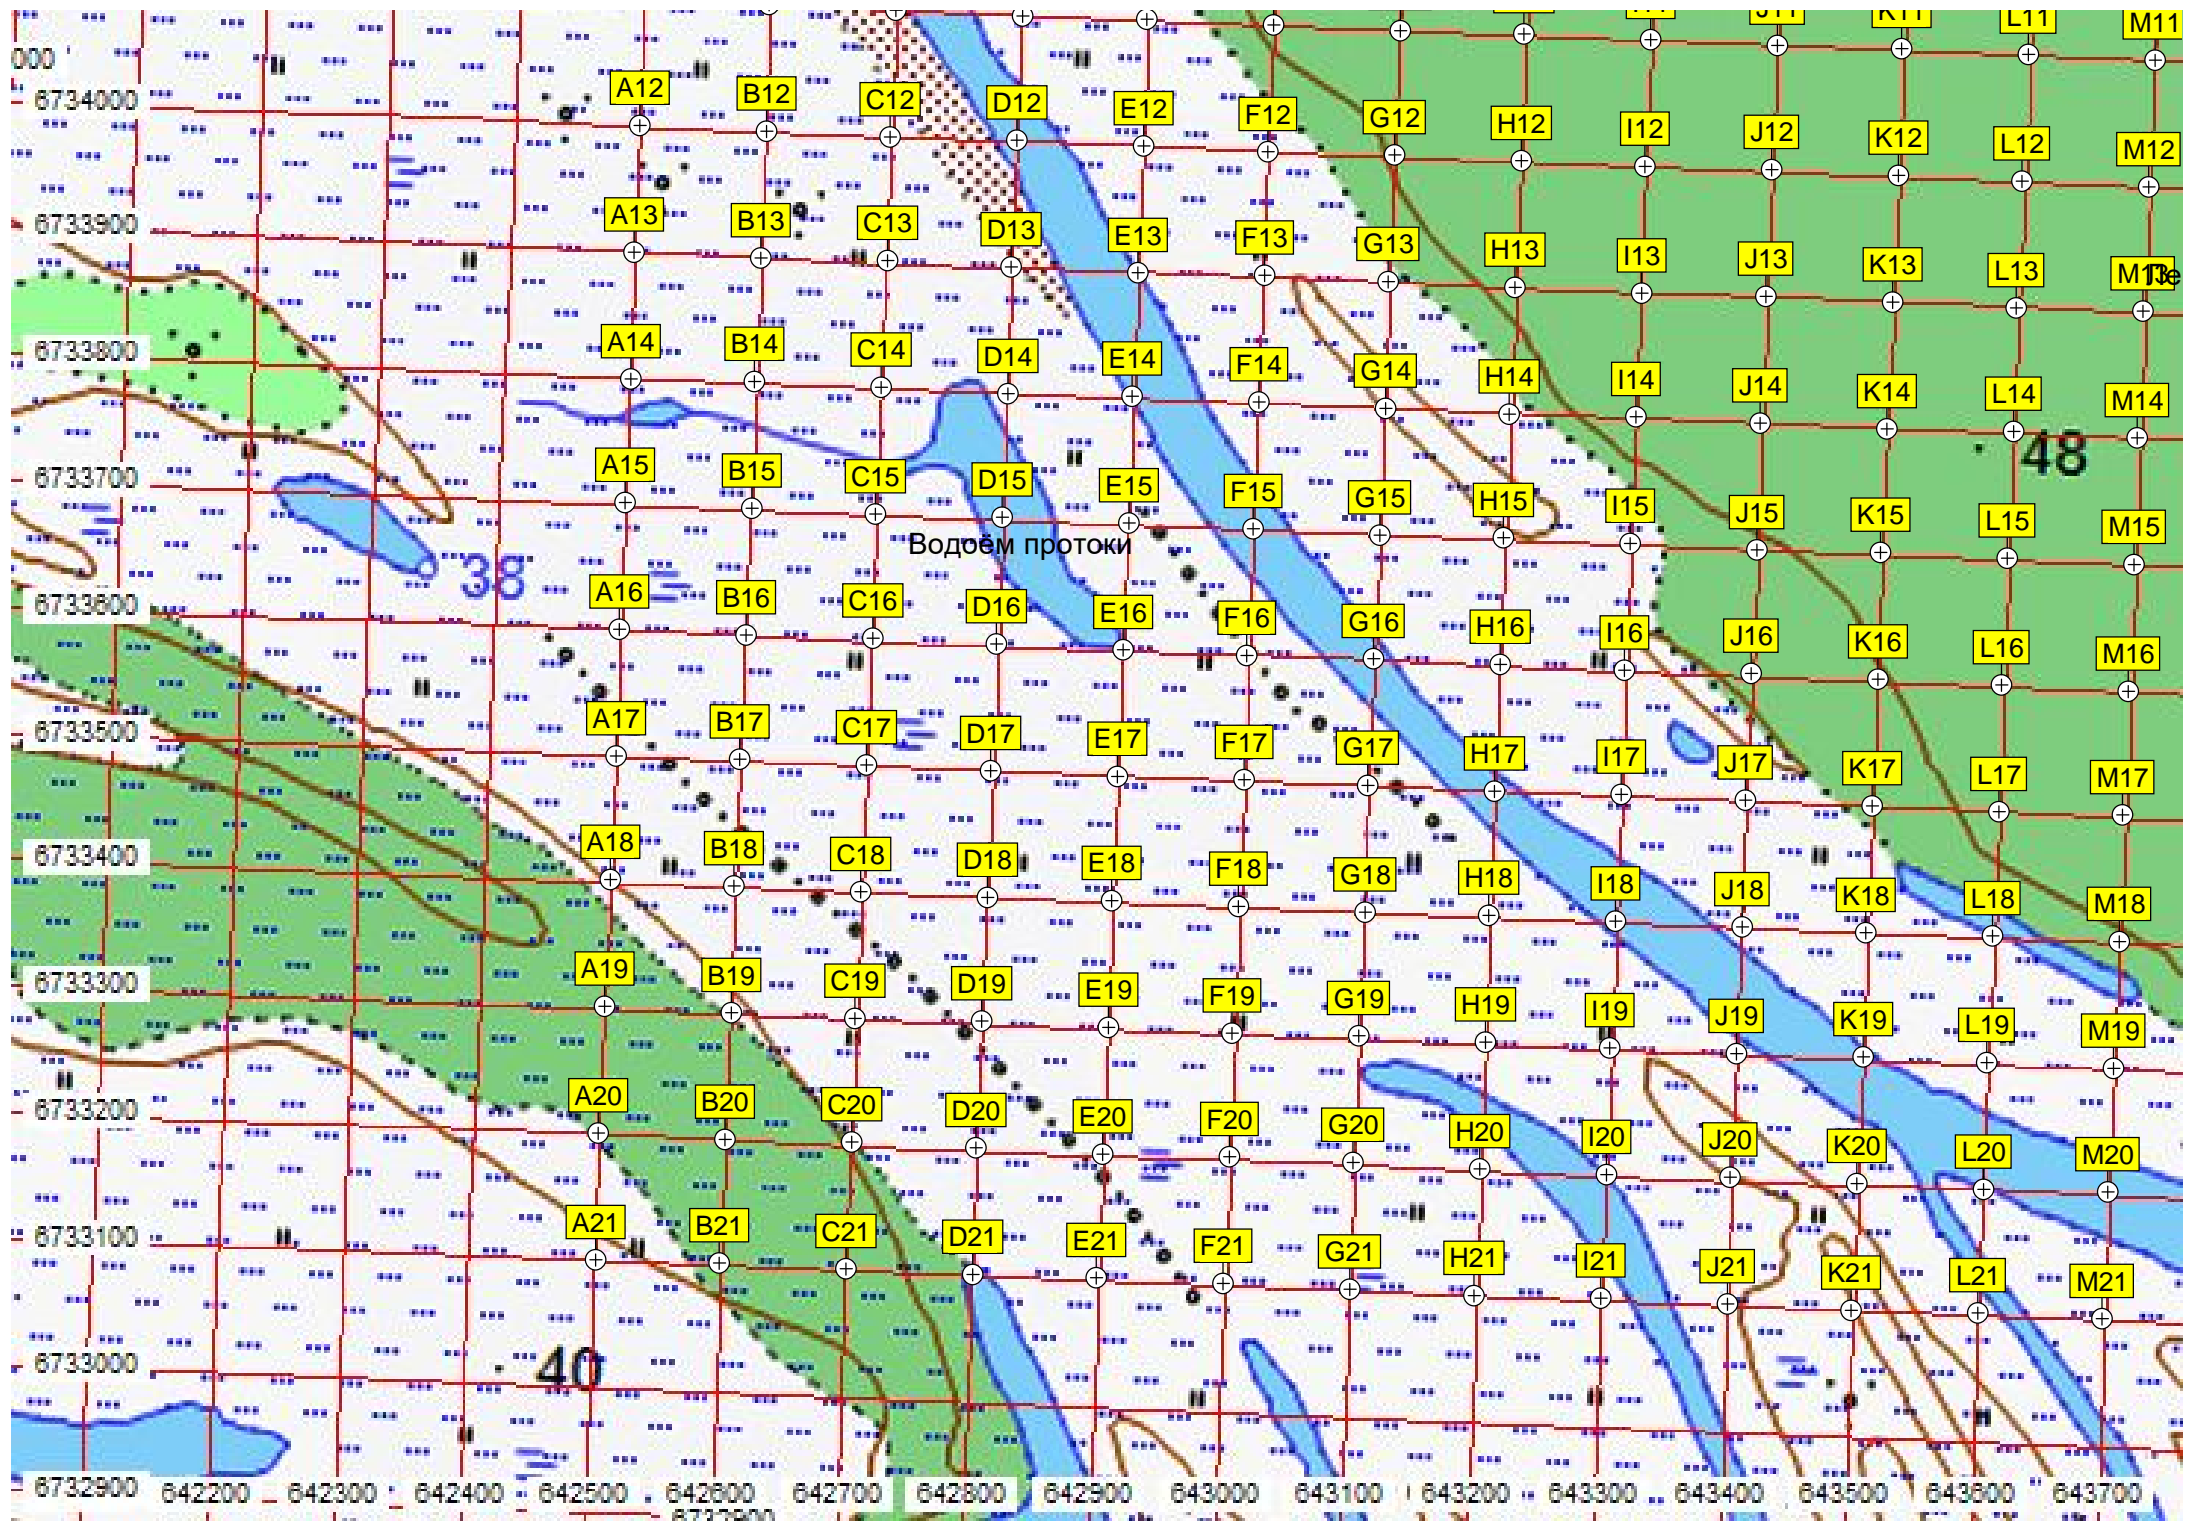 I11 J11 K11 L11 M11
000
6734000 A12 B12 C12 D12 E12 F12 G12 H12 I12 J12 K12 L12 M12
6733900 A13 B13 C13 D13 E13 F13 G13 H13 I13 J13 K13 L13 M13
6733800 A14 B14 C14 D14 E14 F14 G14 H14 I14 J14 K14 L14 M14
48
6733700 A15 B15 C15 D15 E15 F15 G15 H15 I15 J15 K15 L15 M15
Водоём протоки
38
6733600 A16 B16 C16 D16 E16 F16 G16 H16 I16 J16 K16 L16 M16
6733500 A17 B17 C17 D17 E17 F17 G17 H17 I17 J17 K17 L17 M17
6733400 A18 B18 C18 D18 E18 F18 G18 H18 I18 J18 K18 L18 M18
6733300 A19 B19 C19 D19 E19 F19 G19 H19 I19 J19 K19 L19 M19
6733200 A20 B20 C20 D20 E20 F20 G20 H20 I20 J20 K20 L20 M20
6733100 A21 B21 C21 D21 E21 F21 G21 H21 I21 J21 K21 L21 M21
6733000
40
6732900 642200 642300 642400 642500 642600 642700 642800 642900 643000 643100 643200 643300 643400 643500 643600 643700
6732900